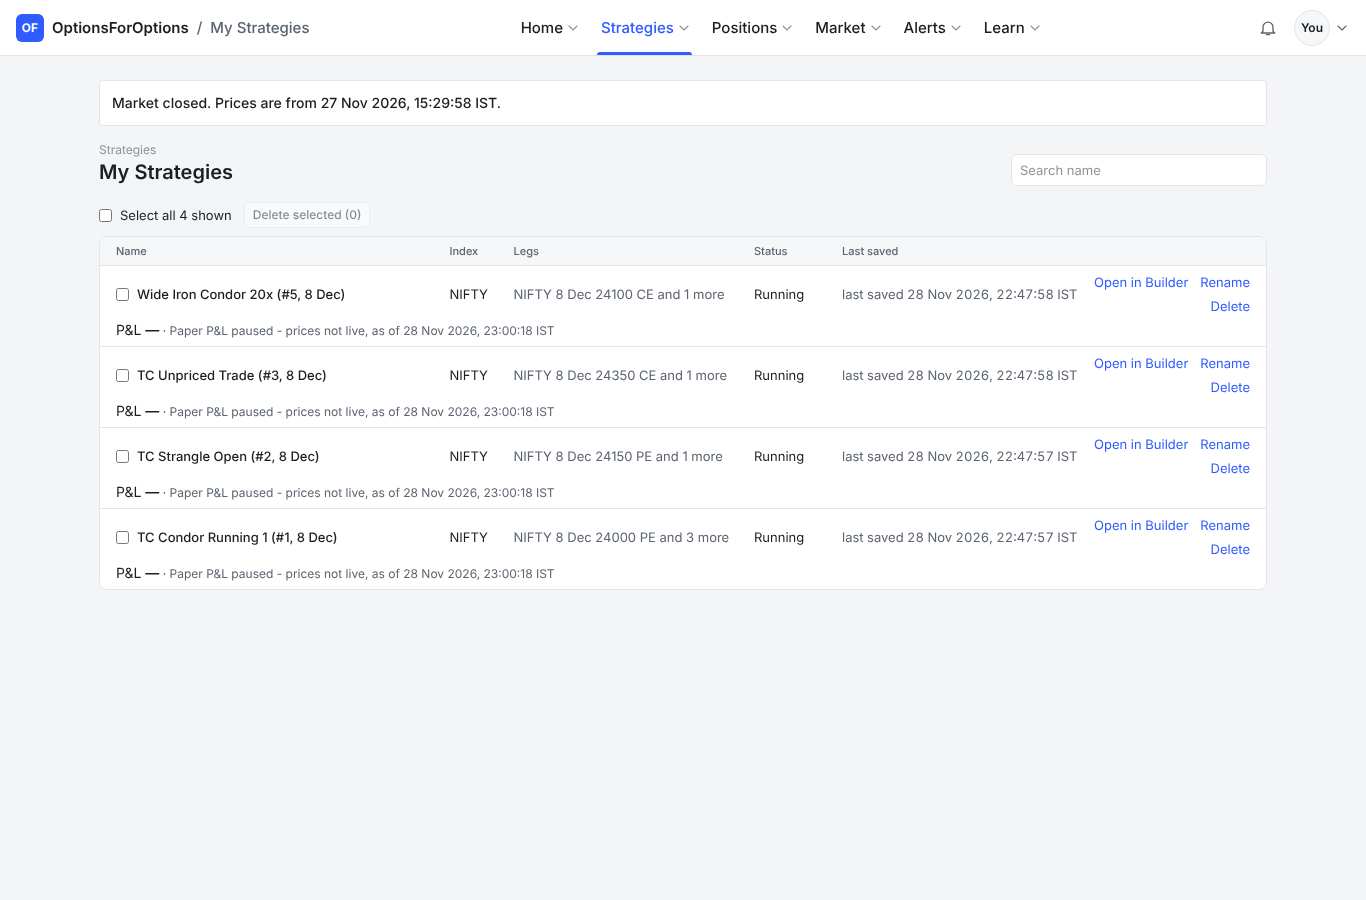 OF OptionsForOptions / My Strategies Home Strategies Positions Market Alerts Learn You
Market closed. Prices are from 27 Nov 2026, 15:29:58 IST.
Strategies
My Strategies
Search name
Select all 4 shown Delete selected (0)
Name Index Legs Status Last saved
Wide Iron Condor 20x (#5, 8 Dec) NIFTY NIFTY 8 Dec 24100 CE and 1 more Running last saved 28 Nov 2026, 22:47:58 IST Open in Builder Rename
Delete
P&L — · Paper P&L paused - prices not live, as of 28 Nov 2026, 23:00:18 IST
TC Unpriced Trade (#3, 8 Dec) NIFTY NIFTY 8 Dec 24350 CE and 1 more Running last saved 28 Nov 2026, 22:47:58 IST Open in Builder Rename
Delete
P&L — · Paper P&L paused - prices not live, as of 28 Nov 2026, 23:00:18 IST
TC Strangle Open (#2, 8 Dec) NIFTY NIFTY 8 Dec 24150 PE and 1 more Running last saved 28 Nov 2026, 22:47:57 IST Open in Builder Rename
Delete
P&L — · Paper P&L paused - prices not live, as of 28 Nov 2026, 23:00:18 IST
TC Condor Running 1 (#1, 8 Dec) NIFTY NIFTY 8 Dec 24000 PE and 3 more Running last saved 28 Nov 2026, 22:47:57 IST Open in Builder Rename
Delete
P&L — · Paper P&L paused - prices not live, as of 28 Nov 2026, 23:00:18 IST